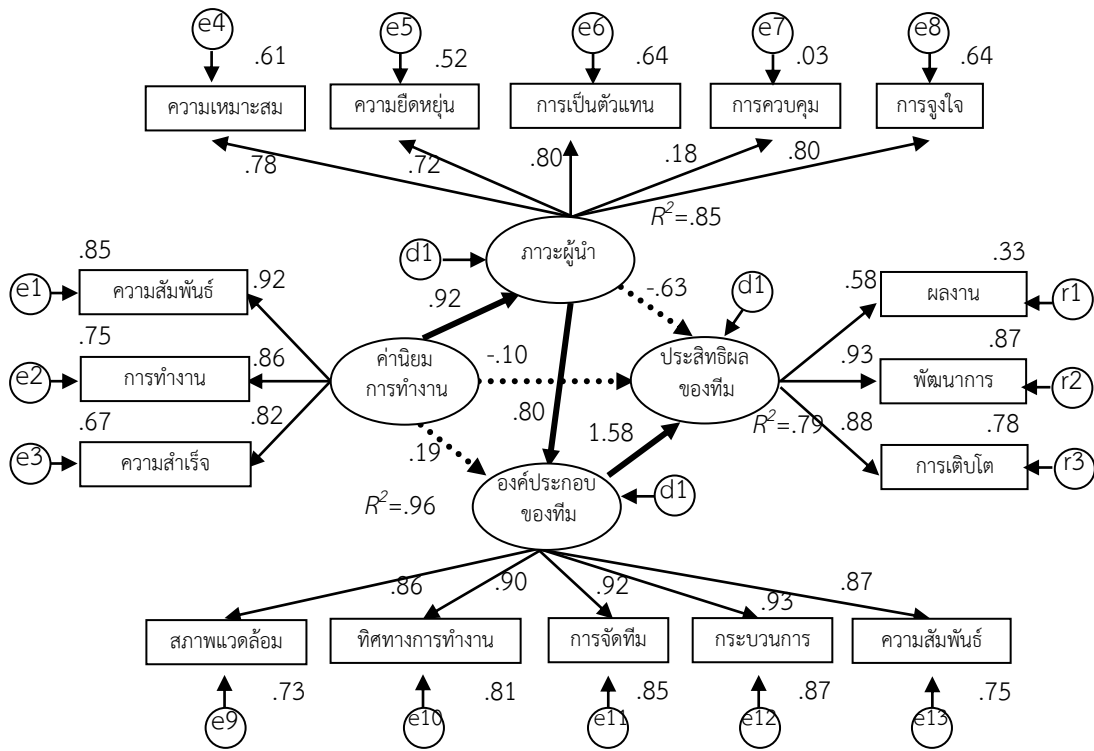 e4 e5 e6 e7 e8
.61 .52 .64 .03 .64
ความเหมาะสม ความยืดหยุ่น การเป็นตัวแทน การควบคุม การจูงใจ
.78 .72 .80 .18 .80
R²=.85
ภาวะผู้นำ
d1
.85
e1 ความสัมพันธ์ .92
.75
e2 การทำงาน .86
.67
e3 ความสำเร็จ .82
ค่านิยม
การทำงาน
.92
-.63
-.10
.80
.19
1.58
d1
ประสิทธิผล
ของทีม
R²=.79
.33
.58 ผลงาน r1
.87
.93 พัฒนาการ r2
.78
.88 การเติบโต r3
R²=.96
องค์ประกอบ
ของทีม
d1
.86 .90 .92 .93 .87
สภาพแวดล้อม ทิศทางการทำงาน การจัดทีม กระบวนการ ความสัมพันธ์
.73 .81 .85 .87 .75
e9 e10 e11 e12 e13